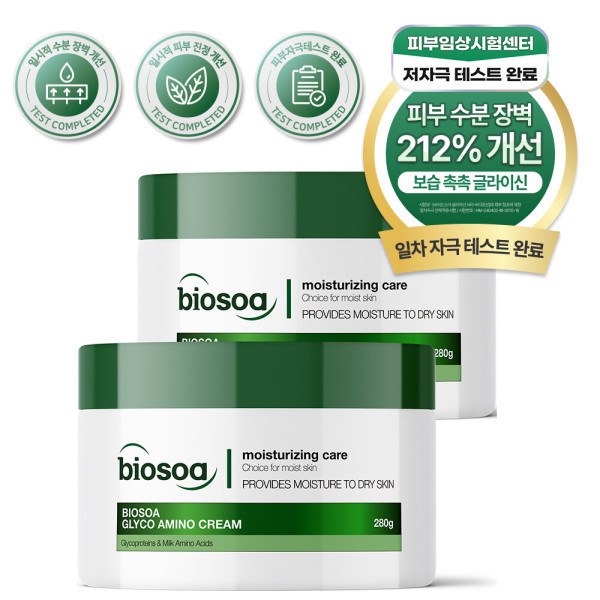 일시적 수분 장벽 개선
TEST COMPLETED
일시적 피부 진정 개선
TEST COMPLETED
피부자극테스트 완료
TEST COMPLETED
피부임상시험센터
저자극 테스트 완료
피부 수분 장벽
212% 개선
보습 촉촉 글라이신
일차 자극 테스트 완료
biosoa
moisturizing care
Choice for moist skin
PROVIDES MOISTURE TO DRY SKIN
BIOSOA
280g
biosoa
moisturizing care
Choice for moist skin
PROVIDES MOISTURE TO DRY SKIN
BIOSOA
GLYCO AMINO CREAM
280g
Glycoproteins & Milk Amino Acids